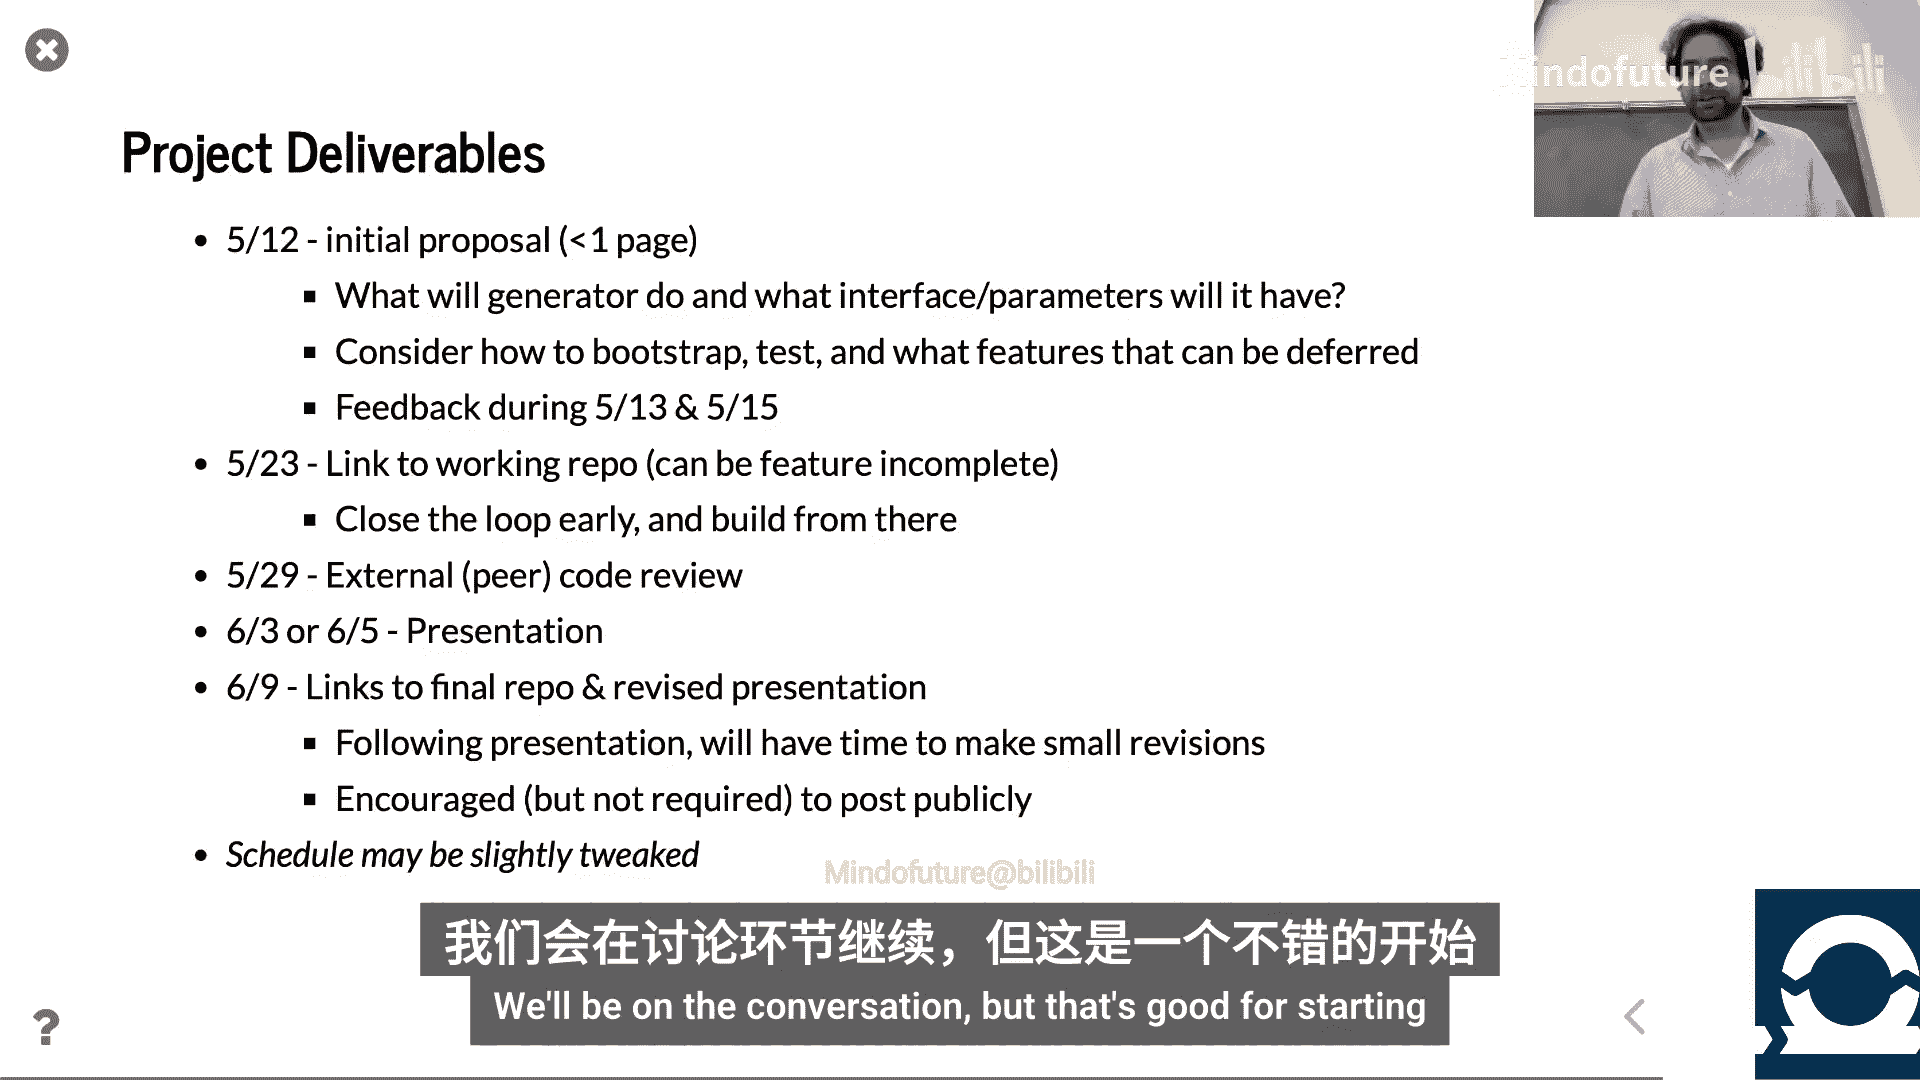 indofuture bilibili
Project Deliverables
• 5/12 - initial proposal (<1 page)
▪ What will generator do and what interface/parameters will it have?
▪ Consider how to bootstrap, test, and what features that can be deferred
▪ Feedback during 5/13 & 5/15
• 5/23 - Link to working repo (can be feature incomplete)
▪ Close the loop early, and build from there
• 5/29 - External (peer) code review
• 6/3 or 6/5 - Presentation
• 6/9 - Links to final repo & revised presentation
▪ Following presentation, will have time to make small revisions
▪ Encouraged (but not required) to post publicly
• Schedule may be slightly tweaked
Mindofuture@bilibili
我们会在讨论环节继续，但这是一个不错的开始
We'll be on the conversation, but that's good for starting
?